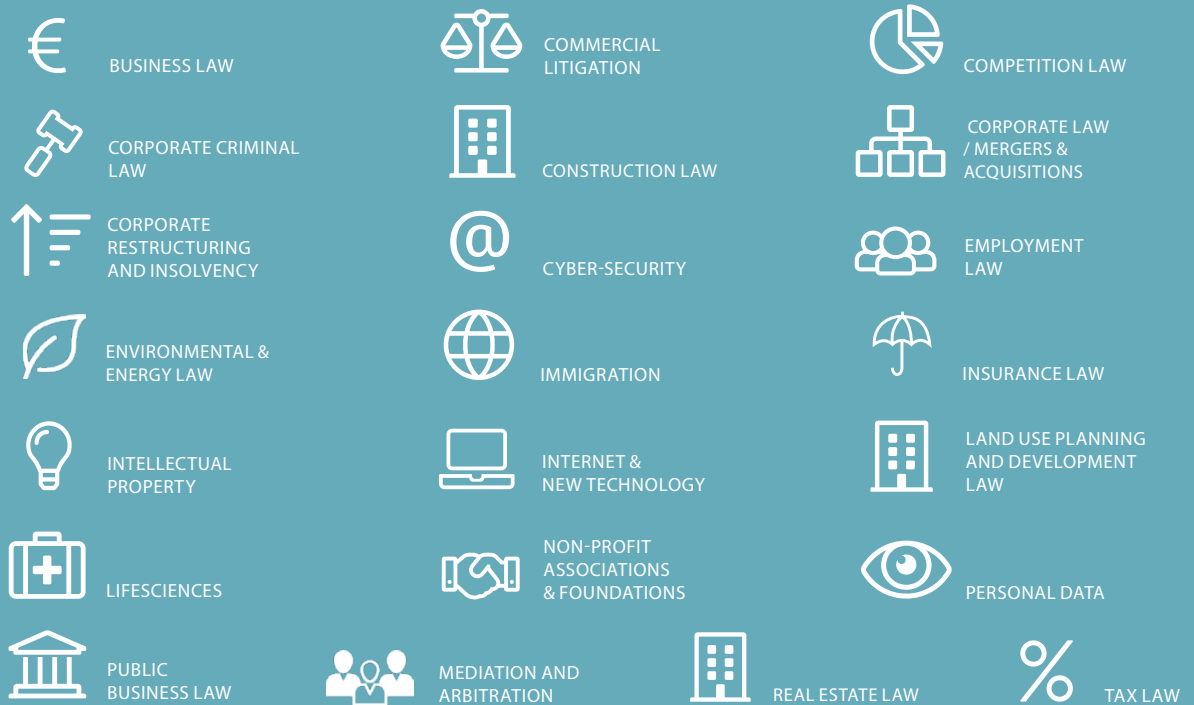 BUSINESS LAW
COMMERCIAL
LITIGATION
COMPETITION LAW
CORPORATE CRIMINAL
LAW
CONSTRUCTION LAW
CORPORATE LAW
/ MERGERS &
ACQUISITIONS
CORPORATE
RESTRUCTURING
AND INSOLVENCY
CYBER-SECURITY
EMPLOYMENT
LAW
ENVIRONMENTAL &
ENERGY LAW
IMMIGRATION
INSURANCE LAW
INTELLECTUAL
PROPERTY
INTERNET &
NEW TECHNOLOGY
LAND USE PLANNING
AND DEVELOPMENT
LAW
LIFESCIENCES
NON-PROFIT
ASSOCIATIONS
& FOUNDATIONS
PERSONAL DATA
PUBLIC
BUSINESS LAW
MEDIATION AND
ARBITRATION
REAL ESTATE LAW
TAX LAW